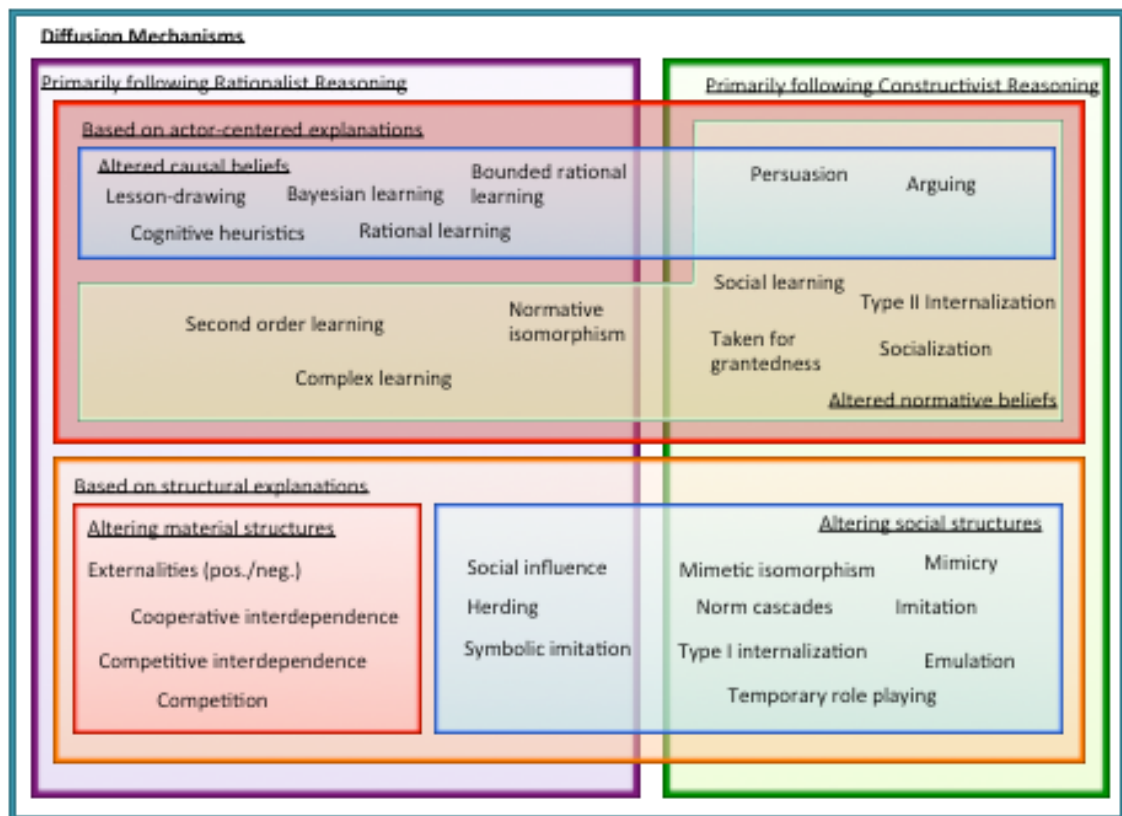 Diffusion Mechanisms
Primarily following Rationalist Reasoning
Primarily following Constructivist Reasoning
Based on actor-centered explanations
Altered causal beliefs
Lesson-drawing
Bayesian learning
Bounded rational
learning
Cognitive heuristics
Rational learning
Persuasion
Arguing
Second order learning
Normative
isomorphism
Complex learning
Social learning
Type II Internalization
Taken for
grantedness
Socialization
Altered normative beliefs
Based on structural explanations
Altering material structures
Externalities (pos./neg.)
Cooperative interdependence
Competitive interdependence
Competition
Altering social structures
Social influence
Herding
Symbolic imitation
Mimetic isomorphism
Mimicry
Norm cascades
Imitation
Type I internalization
Emulation
Temporary role playing